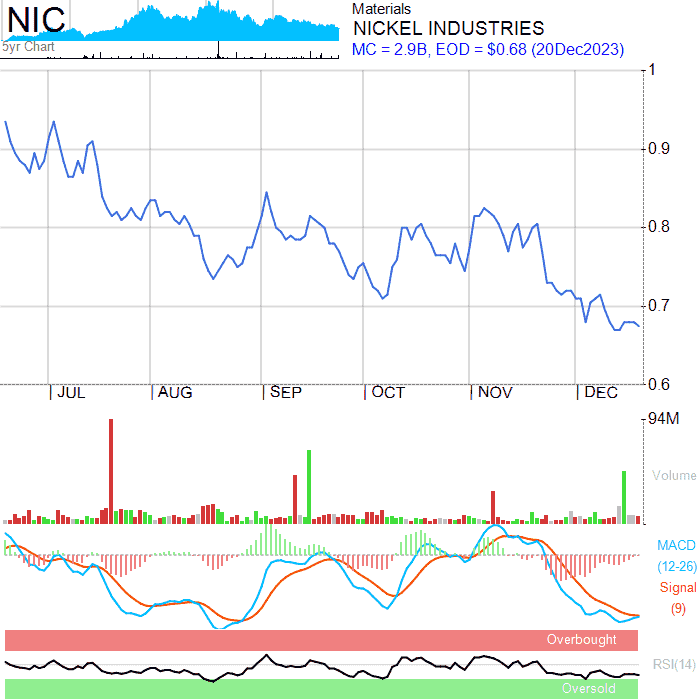 NIC
5yr Chart
Materials
NICKEL INDUSTRIES
MC = 2.9B, EOD = $0.68 (20Dec2023)
1
0.9
0.8
0.7
0.6
JUL AUG SEP OCT NOV DEC
94M
Volume
MACD
(12-26)
Signal
(9)
Overbought
RSI(14)
Oversold